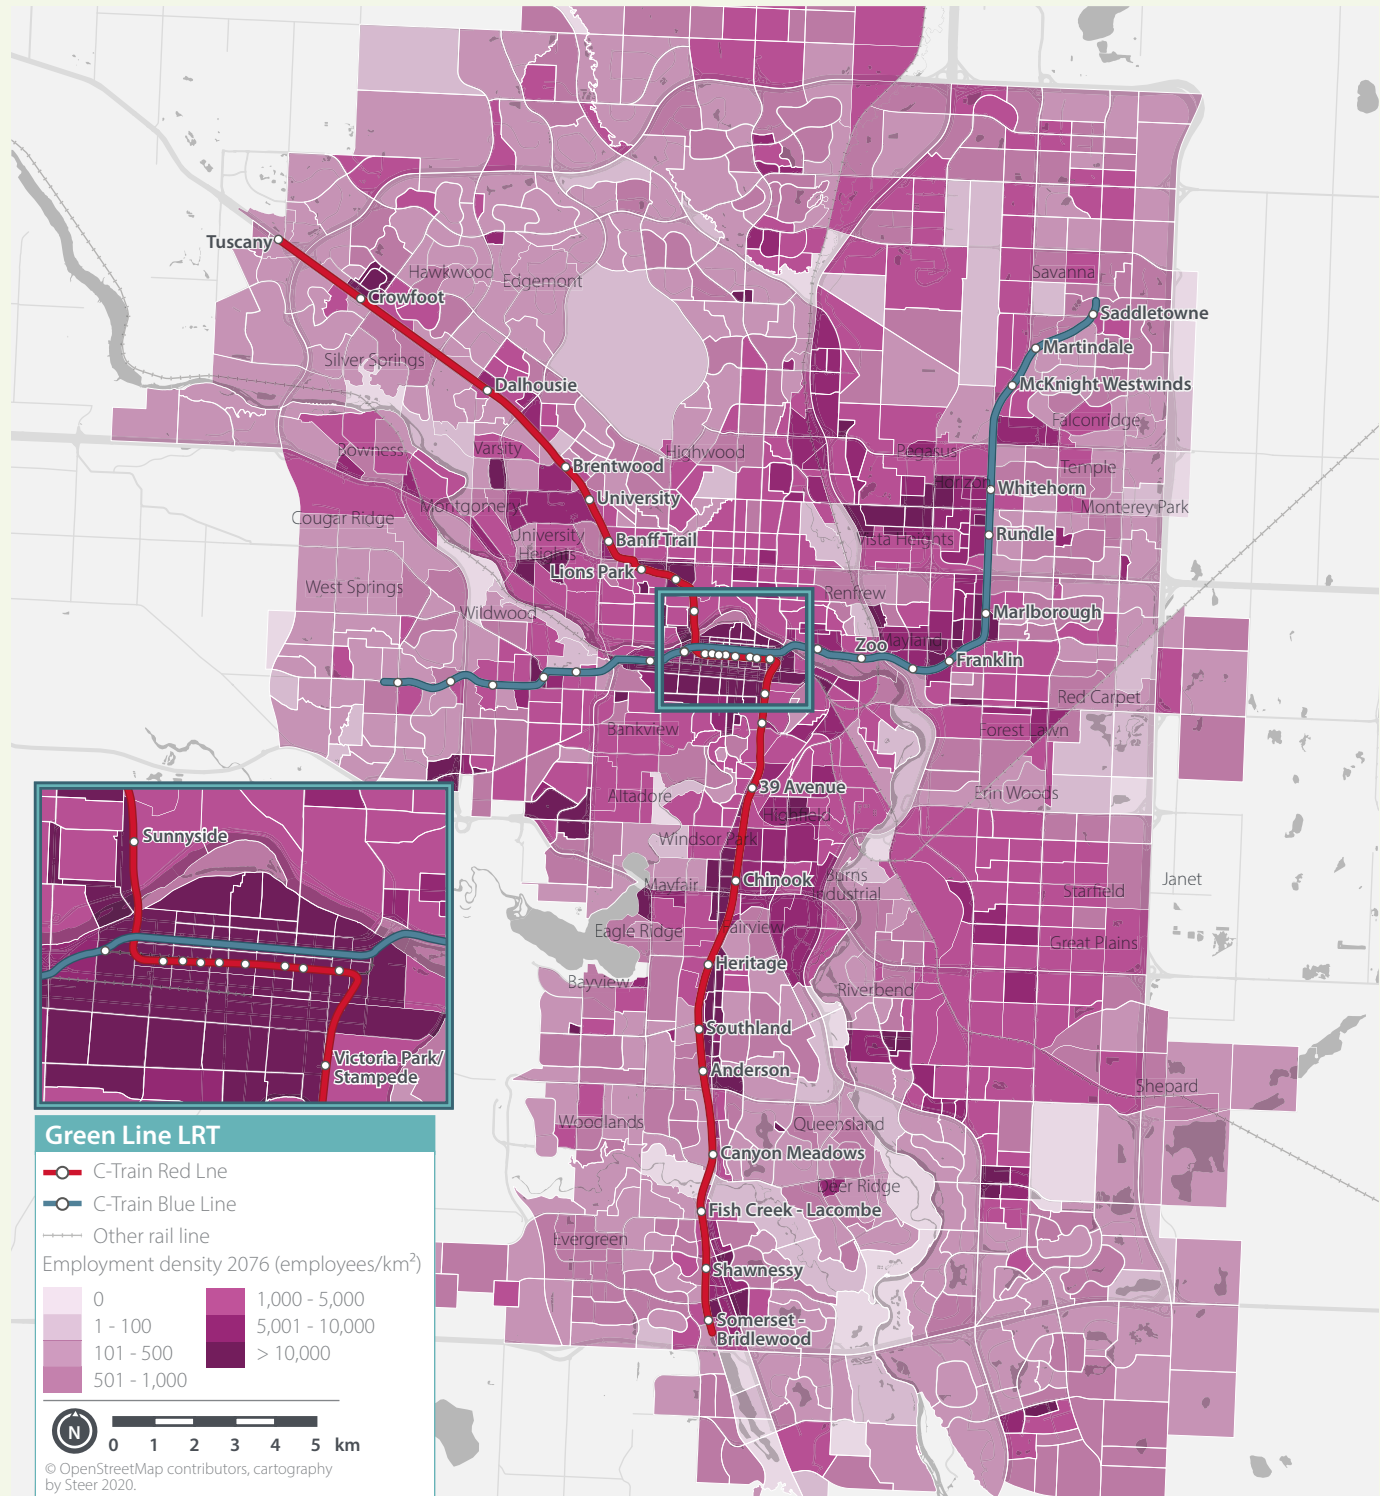 Tuscany
Crowfoot
Hawkwood
Edgemont
Silver Springs
Dalhousie
Savanna
Saddletowne
Martindale
McKnight Westwinds
Falconridge
Bowness
Varsity
Brentwood
Highwood
Pegasus
Temple
Horizon
Whitehorn
University
Montgomery
Monterey Park
Cougar Ridge
University
Heights
Banff Trail
Vista Heights
Rundle
Lions Park
West Springs
Renfrew
Wildwood
Marlborough
Zoo
Mayland
Franklin
Red Carpet
Bankview
Forest Lawn
39 Avenue
Altadore
Erin Woods
Highfield
Windsor Park
Chinook
Mayfair
Burns
Industrial
Janet
Starfield
Eagle Ridge
Fairview
Great Plains
Heritage
Bayview
Riverbend
Southland
Anderson
Shepard
Woodlands
Queensland
Canyon Meadows
Deer Ridge
Fish Creek - Lacombe
Evergreen
Shawnessy
Somerset -
Bridlewood
Sunnyside
Victoria Park/
Stampede
Green Line LRT
C-Train Red Lne
C-Train Blue Line
Other rail line
Employment density 2076 (employees/km²)
0
1 - 100
101 - 500
501 - 1,000
1,000 - 5,000
5,001 - 10,000
> 10,000
N
0 1 2 3 4 5 km
© OpenStreetMap contributors, cartography
by Steer 2020.